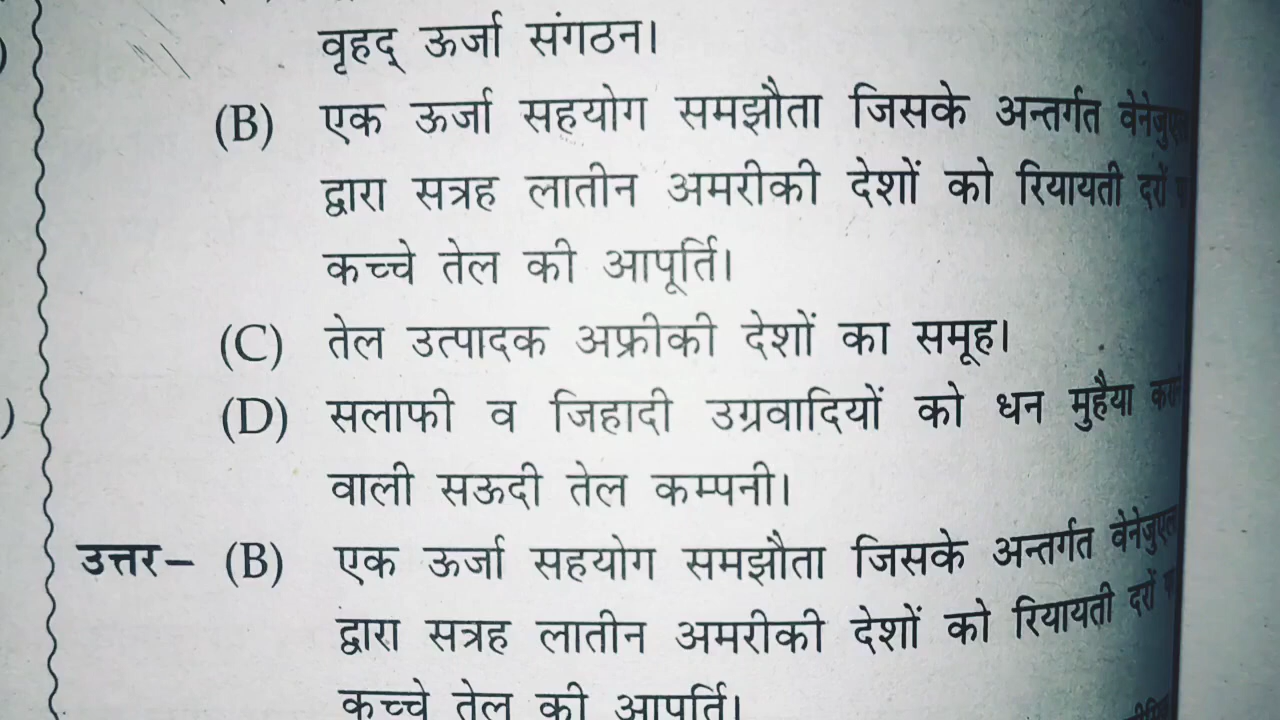 वृहद् ऊर्जा संगठन।
(B) एक ऊर्जा सहयोग समझौता जिसके अन्तर्गत
द्वारा सत्रह लातीन अमरीकी देशों को रियायती दरों
कच्चे तेल की आपूर्ति।
(C) तेल उत्पादक अफ्रीकी देशों का समूह।
(D) सलाफी व जिहादी उग्रवादियों को धन मुहैया
वाली सऊदी तेल कम्पनी।
उत्तर– (B) एक ऊर्जा सहयोग समझौता जिसके अन्तर्गत
द्वारा सत्रह लातीन अमरीकी देशों को रियायती दरों
कच्चे तेल की आपूर्ति।